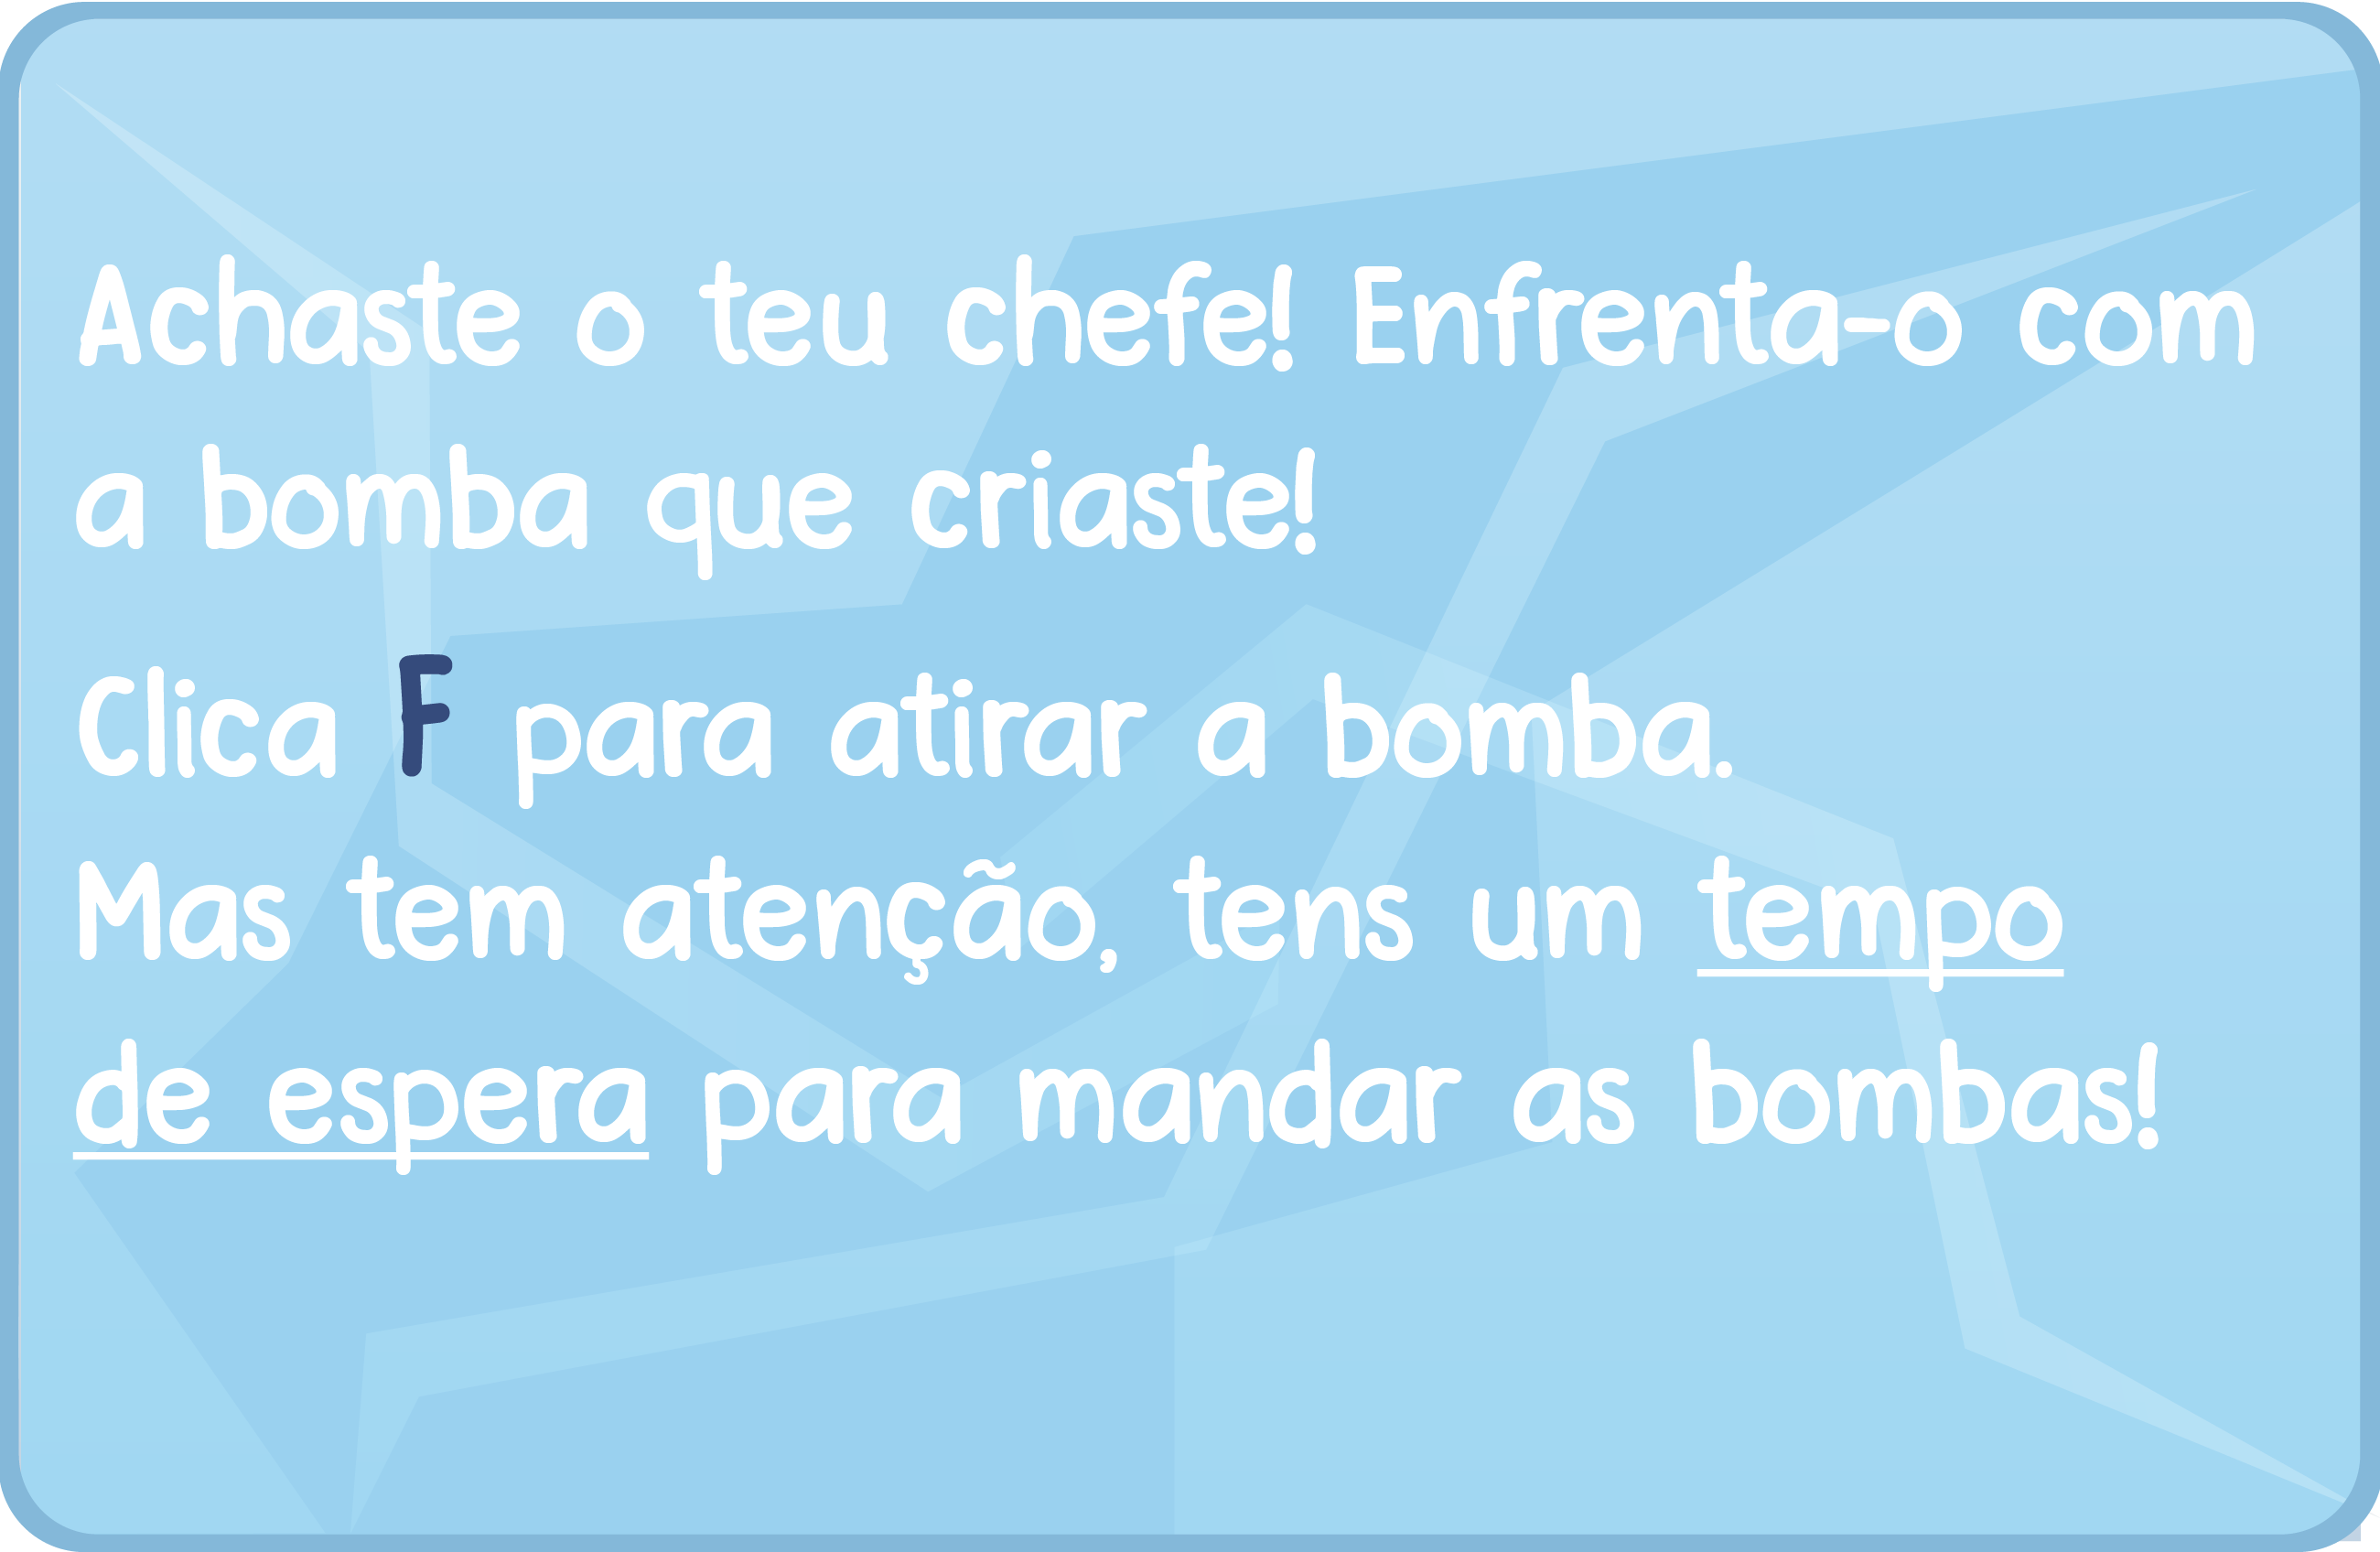 Achaste o teu chefe! Enfrenta-o com
a bomba que criaste!
Clica F para atirar a bomba.
Mas tem atenção, tens um tempo
de espera para mandar as bombas!